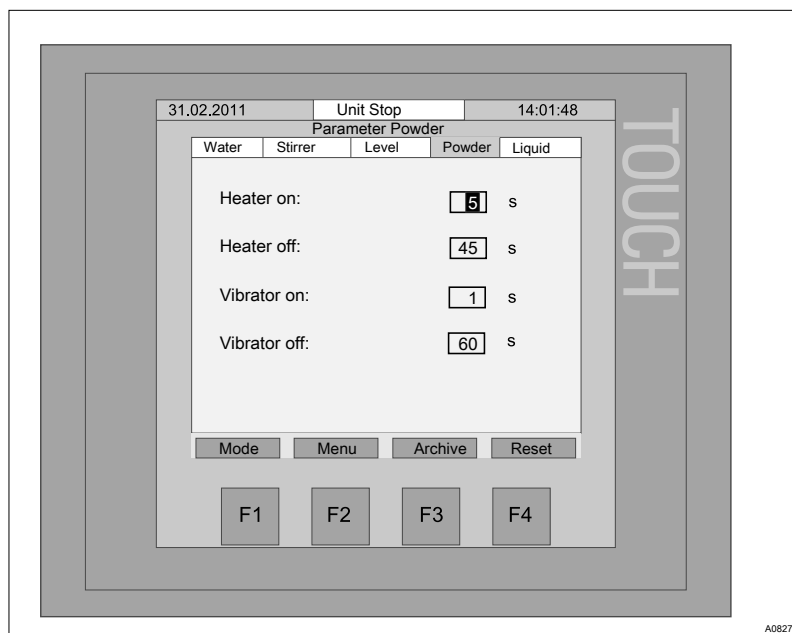 31.02.2011 Unit Stop 14:01:48
Parameter Powder
Water Stirrer Level Powder Liquid
Heater on: 5 s
Heater off: 45 s
Vibrator on: 1 s
Vibrator off: 60 s
Mode Menu Archive Reset
F1 F2 F3 F4
TOUCH
A0827